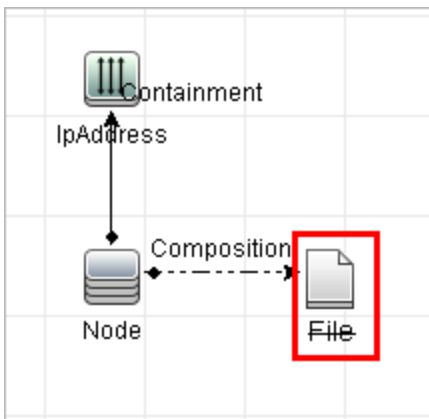 Containment
IpAddress
Composition
Node
File